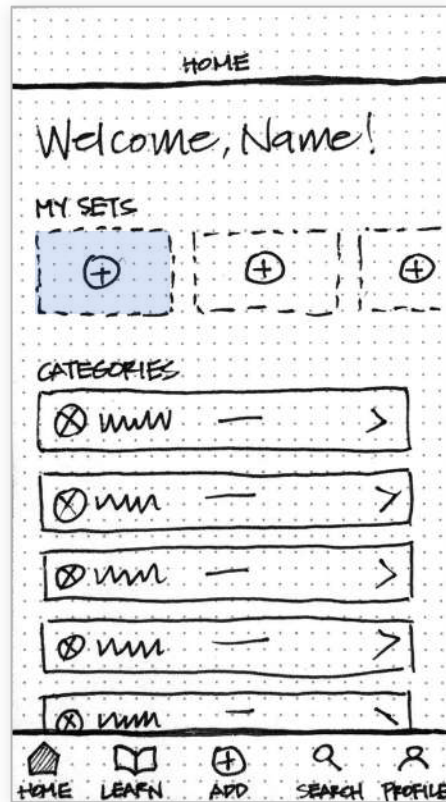 HOME
Welcome, Name!
MY SETS
CATEGORIES
HOME LEARN ADD SEARCH PROFILE